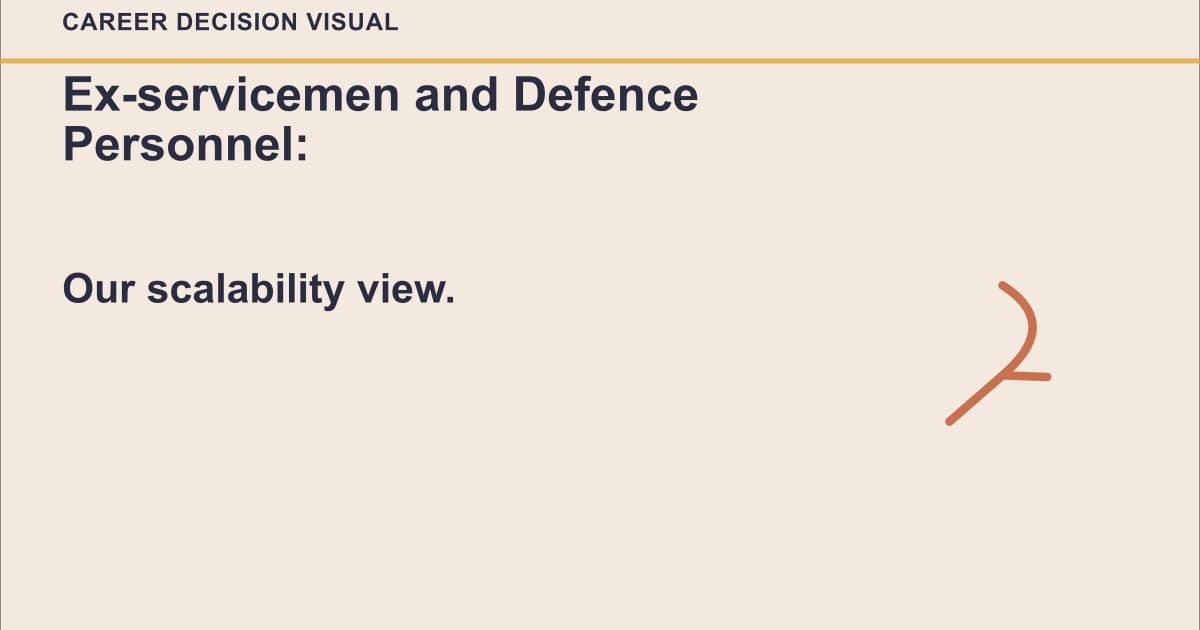 CAREER DECISION VISUAL
Ex-servicemen and Defence
Personnel:
Our scalability view.